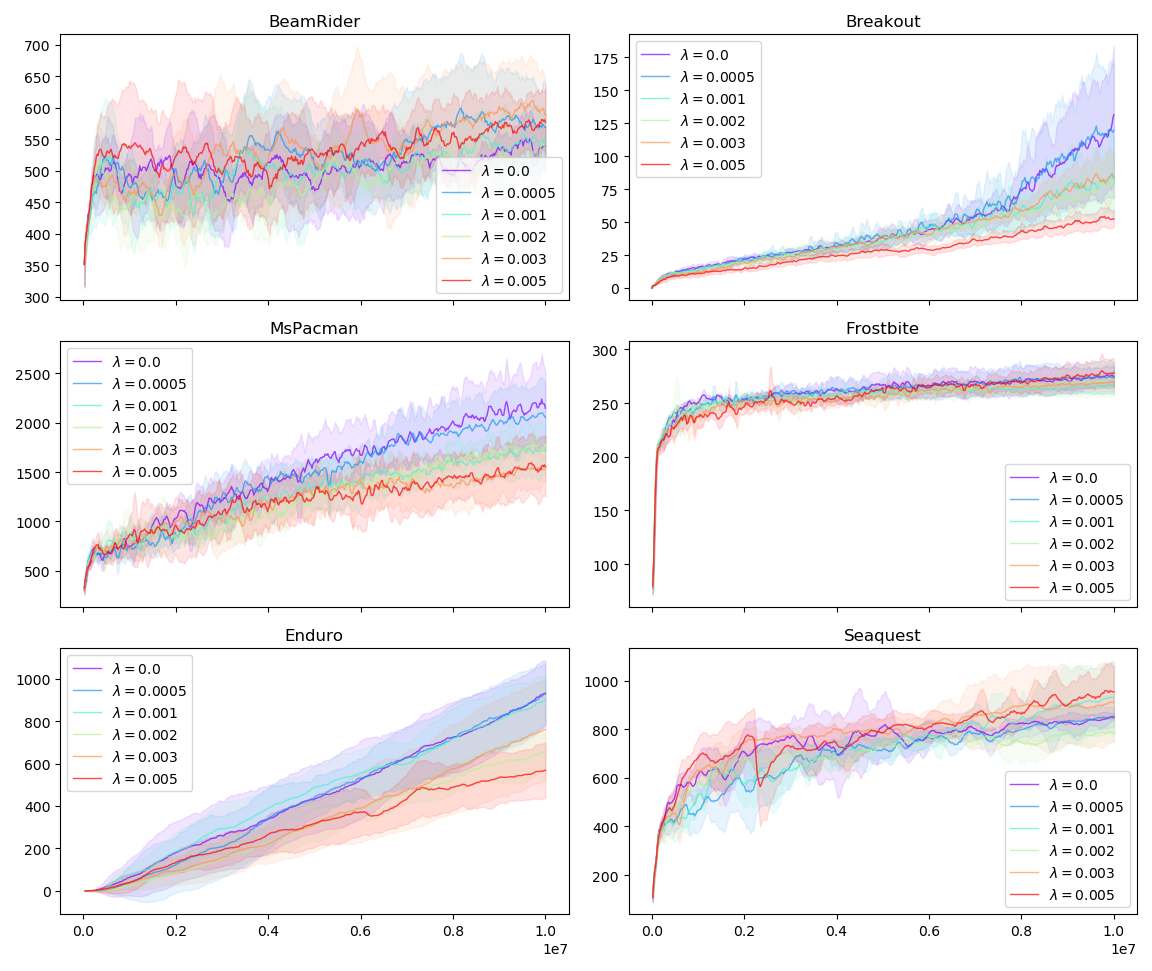 BeamRider
700
650
600
550
500
450
400
350
300
λ = 0.0
λ = 0.0005
λ = 0.001
λ = 0.002
λ = 0.003
λ = 0.005
Breakout
175
150
125
100
75
50
25
0
λ = 0.0
λ = 0.0005
λ = 0.001
λ = 0.002
λ = 0.003
λ = 0.005
MsPacman
2500
2000
1500
1000
500
λ = 0.0
λ = 0.0005
λ = 0.001
λ = 0.002
λ = 0.003
λ = 0.005
Frostbite
300
250
200
150
100
λ = 0.0
λ = 0.0005
λ = 0.001
λ = 0.002
λ = 0.003
λ = 0.005
Enduro
1000
800
600
400
200
0
λ = 0.0
λ = 0.0005
λ = 0.001
λ = 0.002
λ = 0.003
λ = 0.005
0.0 0.2 0.4 0.6 0.8 1.0
1e7
Seaquest
1000
800
600
400
200
λ = 0.0
λ = 0.0005
λ = 0.001
λ = 0.002
λ = 0.003
λ = 0.005
0.0 0.2 0.4 0.6 0.8 1.0
1e7